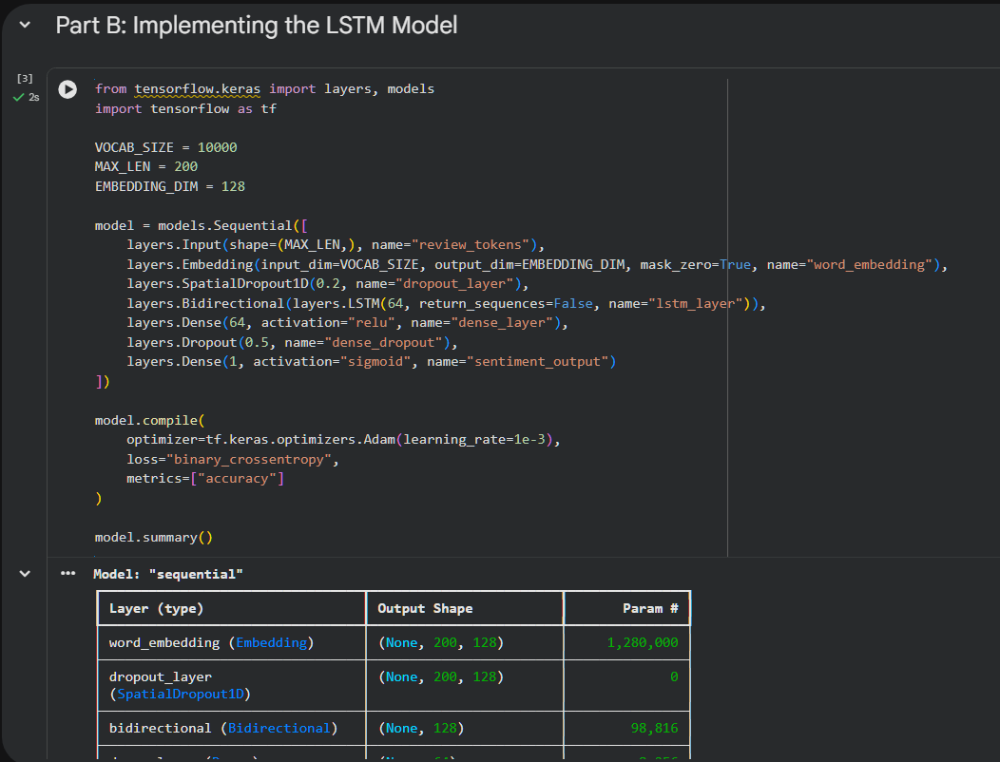 Part B: Implementing the LSTM Model
[3]
2s
from tensorflow.keras import layers, models
import tensorflow as tf
VOCAB_SIZE = 10000
MAX_LEN = 200
EMBEDDING_DIM = 128
model = models.Sequential([
    layers.Input(shape=(MAX_LEN,), name="review_tokens"),
    layers.Embedding(input_dim=VOCAB_SIZE, output_dim=EMBEDDING_DIM, mask_zero=True, name="word_embedding"),
    layers.SpatialDropout1D(0.2, name="dropout_layer"),
    layers.Bidirectional(layers.LSTM(64, return_sequences=False, name="lstm_layer")),
    layers.Dense(64, activation="relu", name="dense_layer"),
    layers.Dropout(0.5, name="dense_dropout"),
    layers.Dense(1, activation="sigmoid", name="sentiment_output")
])
model.compile(
    optimizer=tf.keras.optimizers.Adam(learning_rate=1e-3),
    loss="binary_crossentropy",
    metrics=["accuracy"]
)
model.summary()
Model: "sequential"
Layer (type) Output Shape Param #
word_embedding (Embedding) (None, 200, 128) 1,280,000
dropout_layer (None, 200, 128) 0
(SpatialDropout1D)
bidirectional (Bidirectional) (None, 128) 98,816